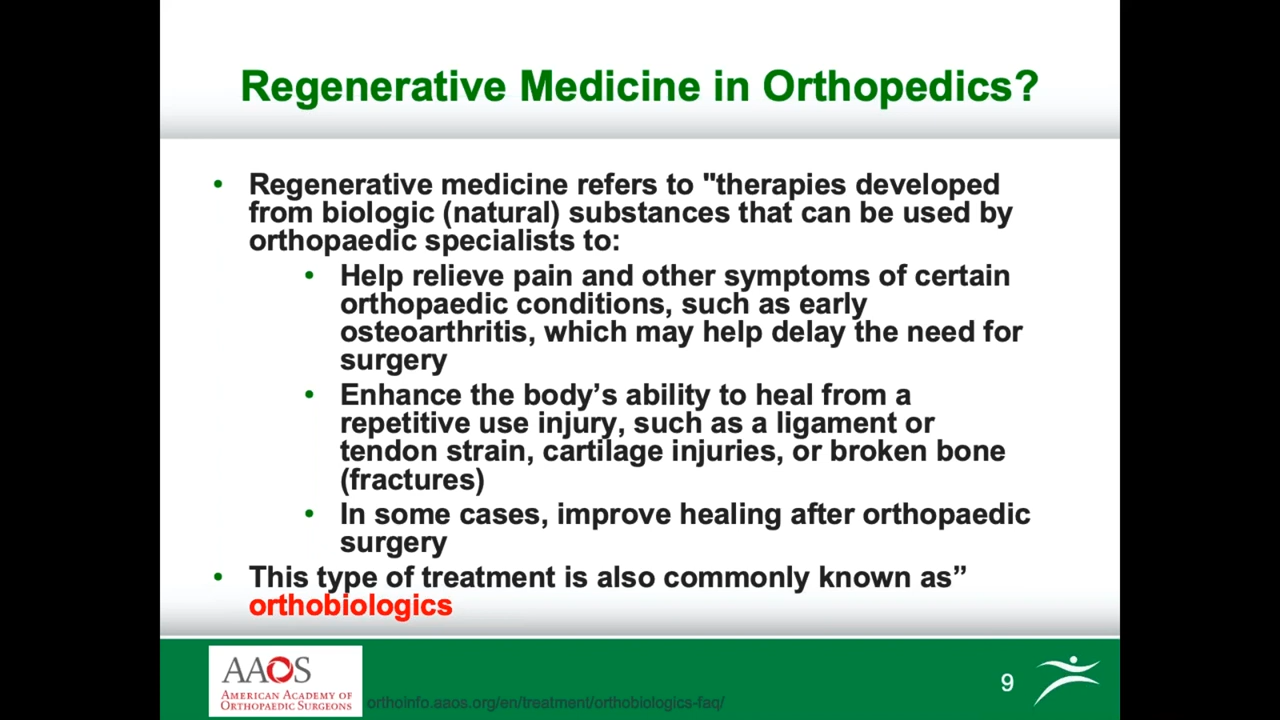 Regenerative Medicine in Orthopedics?
• Regenerative medicine refers to "therapies developed
from biologic (natural) substances that can be used by
orthopaedic specialists to:
• Help relieve pain and other symptoms of certain
orthopaedic conditions, such as early
osteoarthritis, which may help delay the need for
surgery
• Enhance the body’s ability to heal from a
repetitive use injury, such as a ligament or
tendon strain, cartilage injuries, or broken bone
(fractures)
• In some cases, improve healing after orthopaedic
surgery
• This type of treatment is also commonly known as”
orthobiologics
AAOS
AMERICAN ACADEMY OF
ORTHOPAEDIC SURGEONS
orthoinfo.aaos.org/en/treatment/orthobiologics-faq/
9